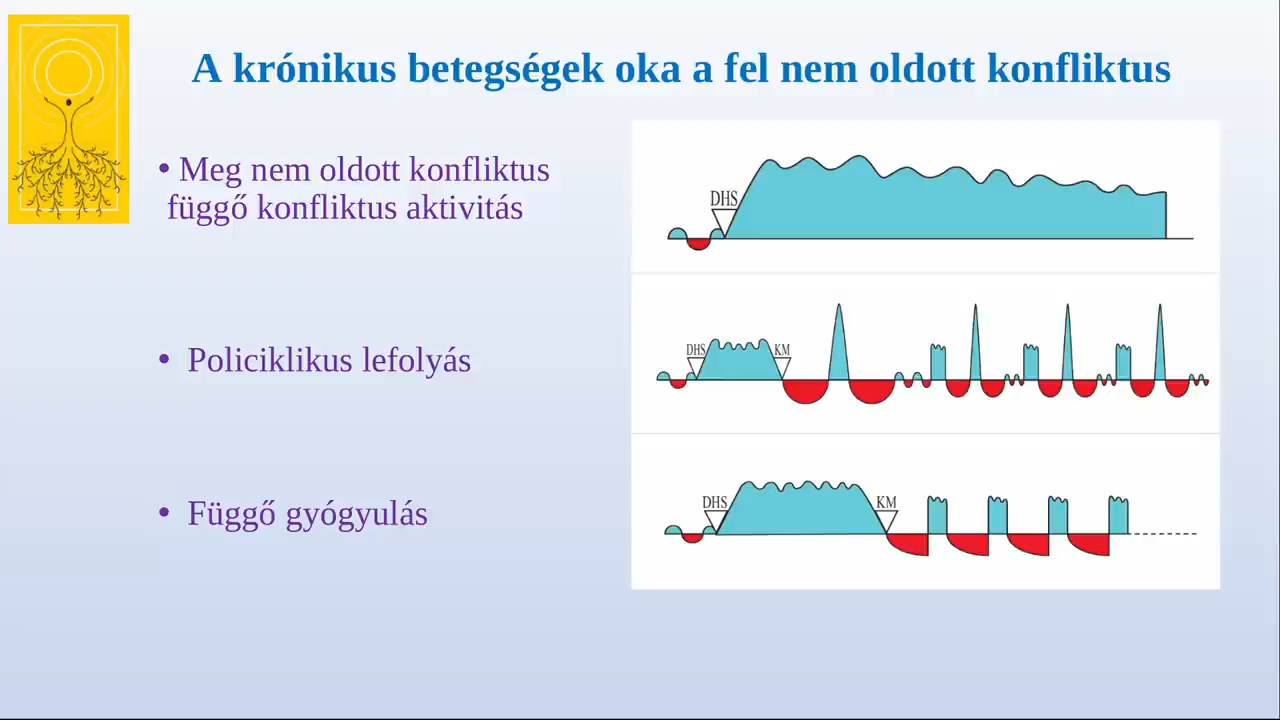 A krónikus betegségek oka a fel nem oldott konfliktus
• Meg nem oldott konfliktus
függő konfliktus aktivitás
• Policiklikus lefolyás
• Függő gyógyulás
DHS
DHS
KM
DHS
KM